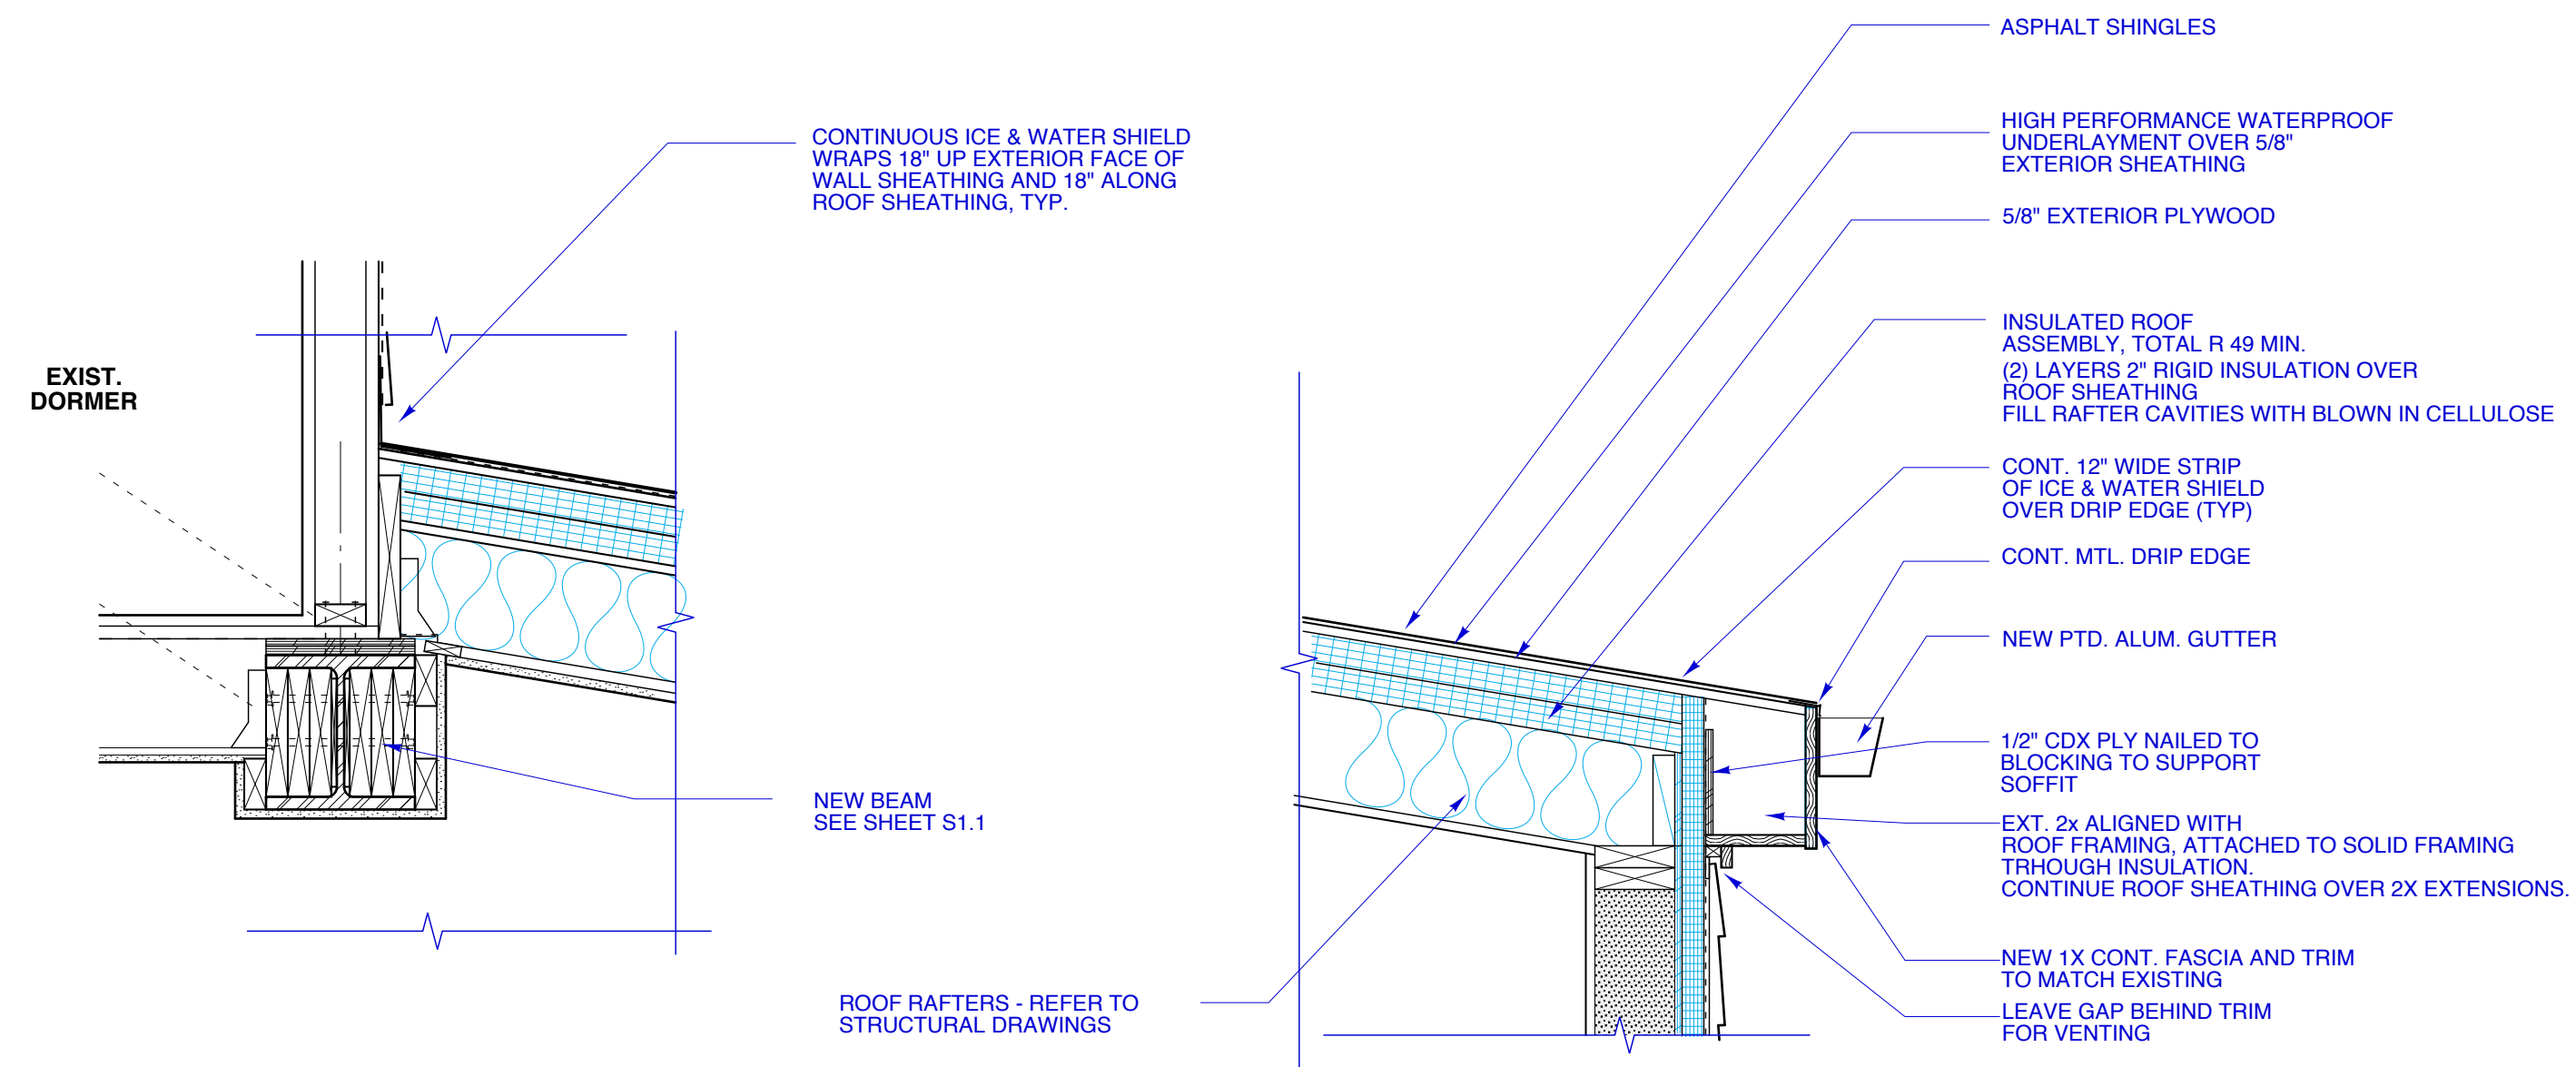 EXIST.
DORMER
CONTINUOUS ICE & WATER SHIELD
WRAPS 18" UP EXTERIOR FACE OF
WALL SHEATHING AND 18" ALONG
ROOF SHEATHING, TYP.
NEW BEAM
SEE SHEET S1.1
ROOF RAFTERS - REFER TO
STRUCTURAL DRAWINGS
ASPHALT SHINGLES
HIGH PERFORMANCE WATERPROOF
UNDERLAYMENT OVER 5/8"
EXTERIOR SHEATHING
5/8" EXTERIOR PLYWOOD
INSULATED ROOF
ASSEMBLY, TOTAL R 49 MIN.
(2) LAYERS 2" RIGID INSULATION OVER
ROOF SHEATHING
FILL RAFTER CAVITIES WITH BLOWN IN CELLULOSE
CONT. 12" WIDE STRIP
OF ICE & WATER SHIELD
OVER DRIP EDGE (TYP)
CONT. MTL. DRIP EDGE
NEW PTD. ALUM. GUTTER
1/2" CDX PLY NAILED TO
BLOCKING TO SUPPORT
SOFFIT
EXT. 2x ALIGNED WITH
ROOF FRAMING, ATTACHED TO SOLID FRAMING
TRHOUGH INSULATION.
CONTINUE ROOF SHEATHING OVER 2X EXTENSIONS.
NEW 1X CONT. FASCIA AND TRIM
TO MATCH EXISTING
LEAVE GAP BEHIND TRIM
FOR VENTING